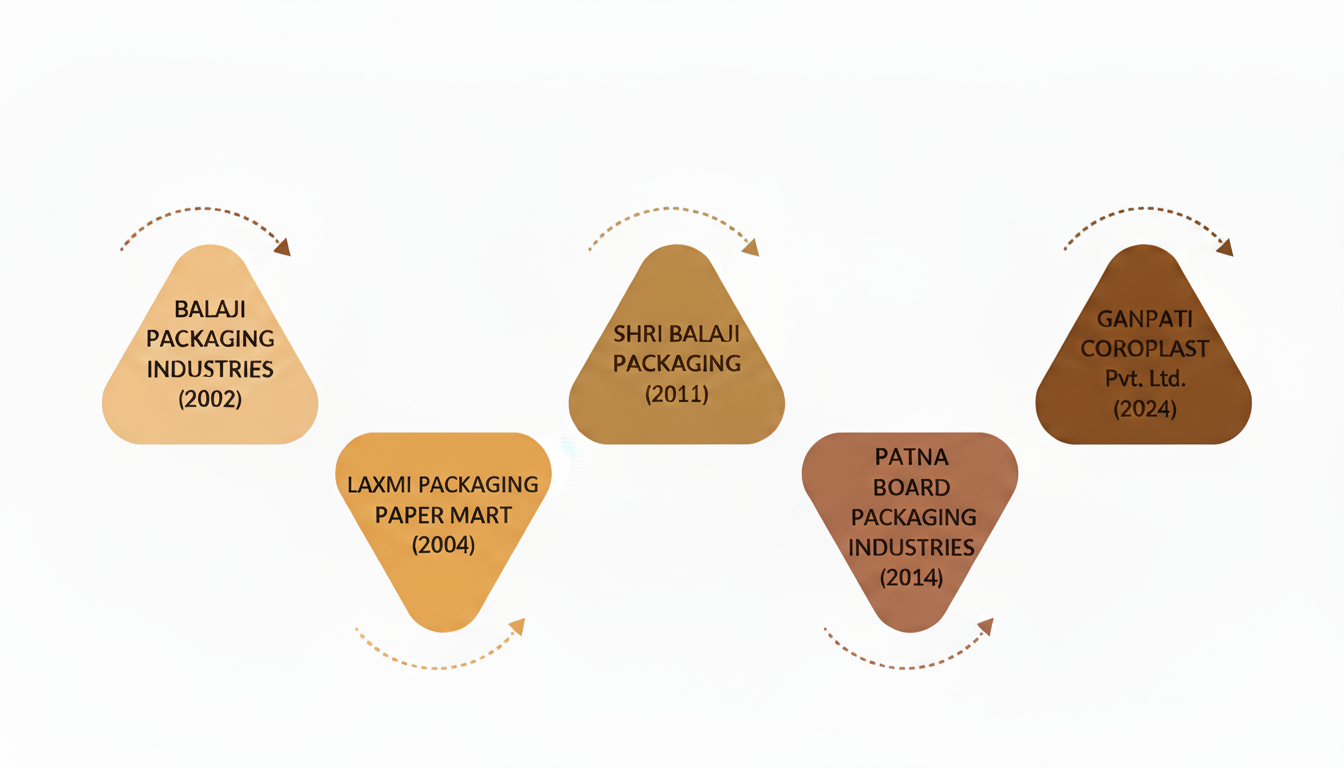 BALAJI
PACKAGING
INDUSTRIES
(2002)
LAXMI PACKAGING
PAPER MART
(2004)
SHRI BALAJI
PACKAGING
(2011)
PATNA
BOARD
PACKAGING
INDUSTRIES
(2014)
GANPATI
COROPLAST
Pvt. Ltd.
(2024)